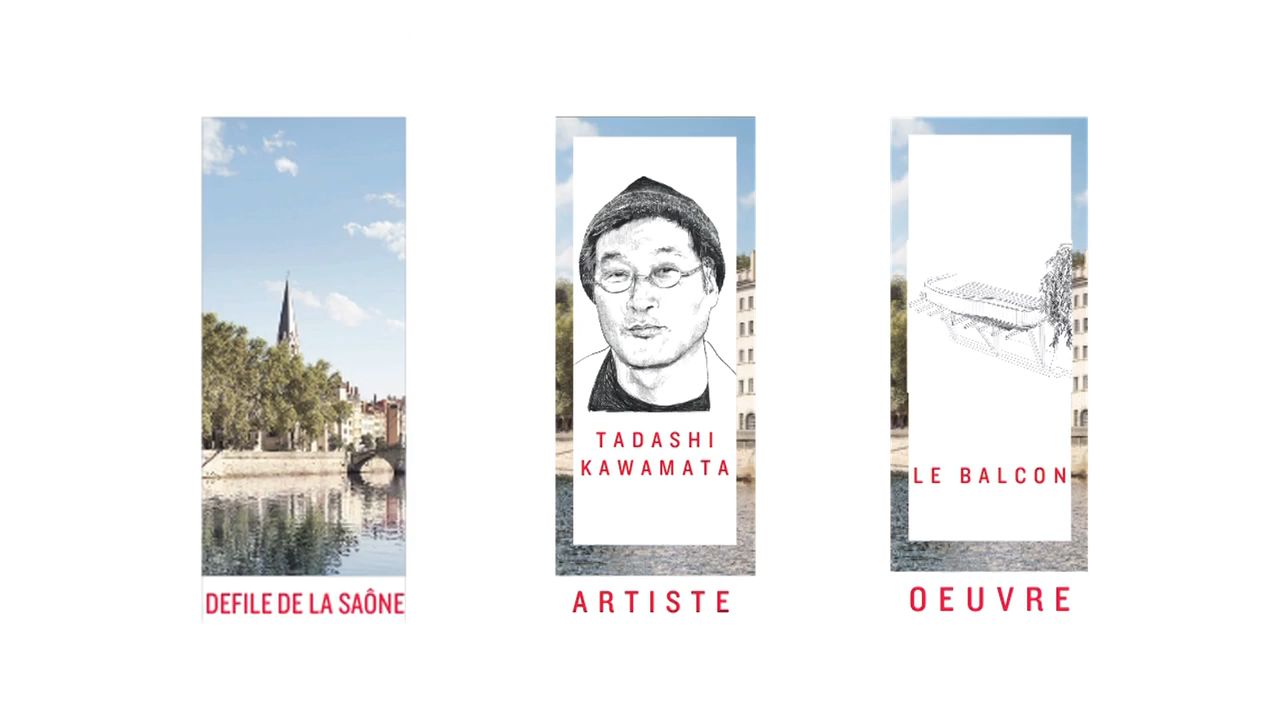 TADASHI
KAWAMATA
LE BALCON
DEFILE DE LA SAÔNE
ARTISTE
OEUVRE